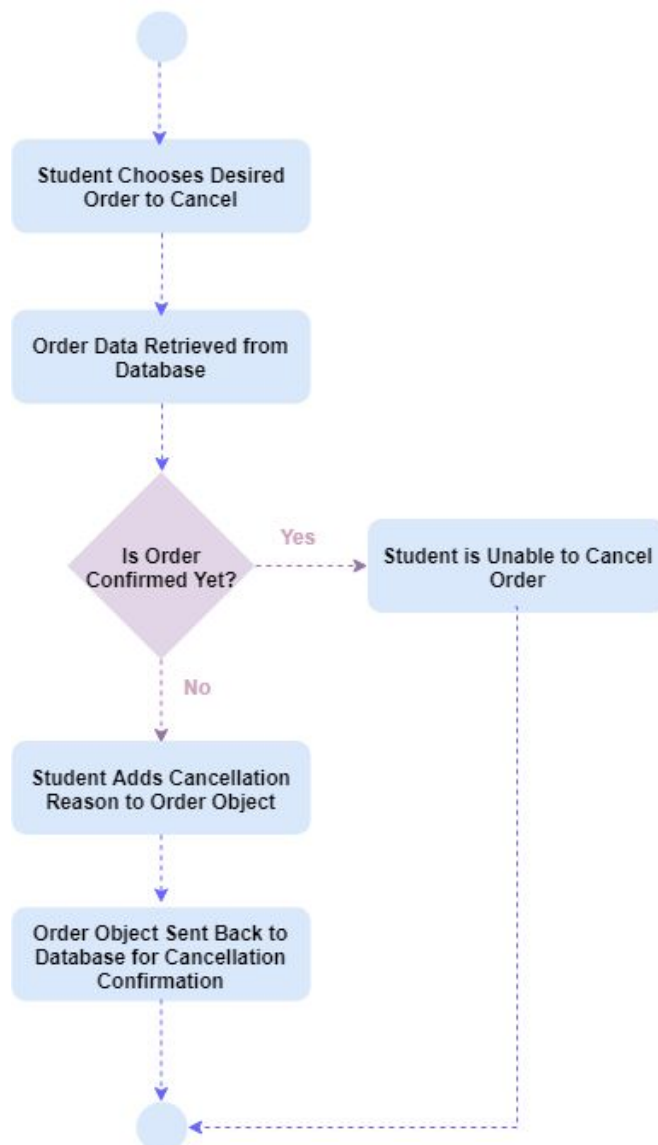 Student Chooses Desired
Order to Cancel
Order Data Retrieved from
Database
Is Order
Confirmed Yet?
Yes
Student is Unable to Cancel
Order
No
Student Adds Cancellation
Reason to Order Object
Order Object Sent Back to
Database for Cancellation
Confirmation